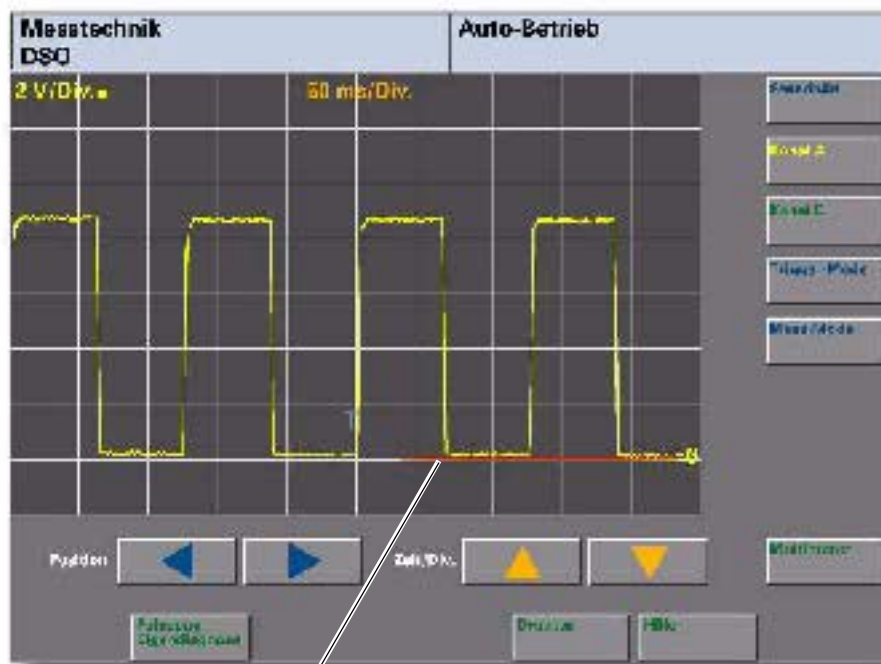 Messtechnik
DSO
Auto-Betrieb
2 V/Div.
50 ms/Div.
Kanal A
Kanal C
Trigger-Mode
Mess-Mode
Position
Zeit/Div.
Multimeter
Drucken
Hilfe